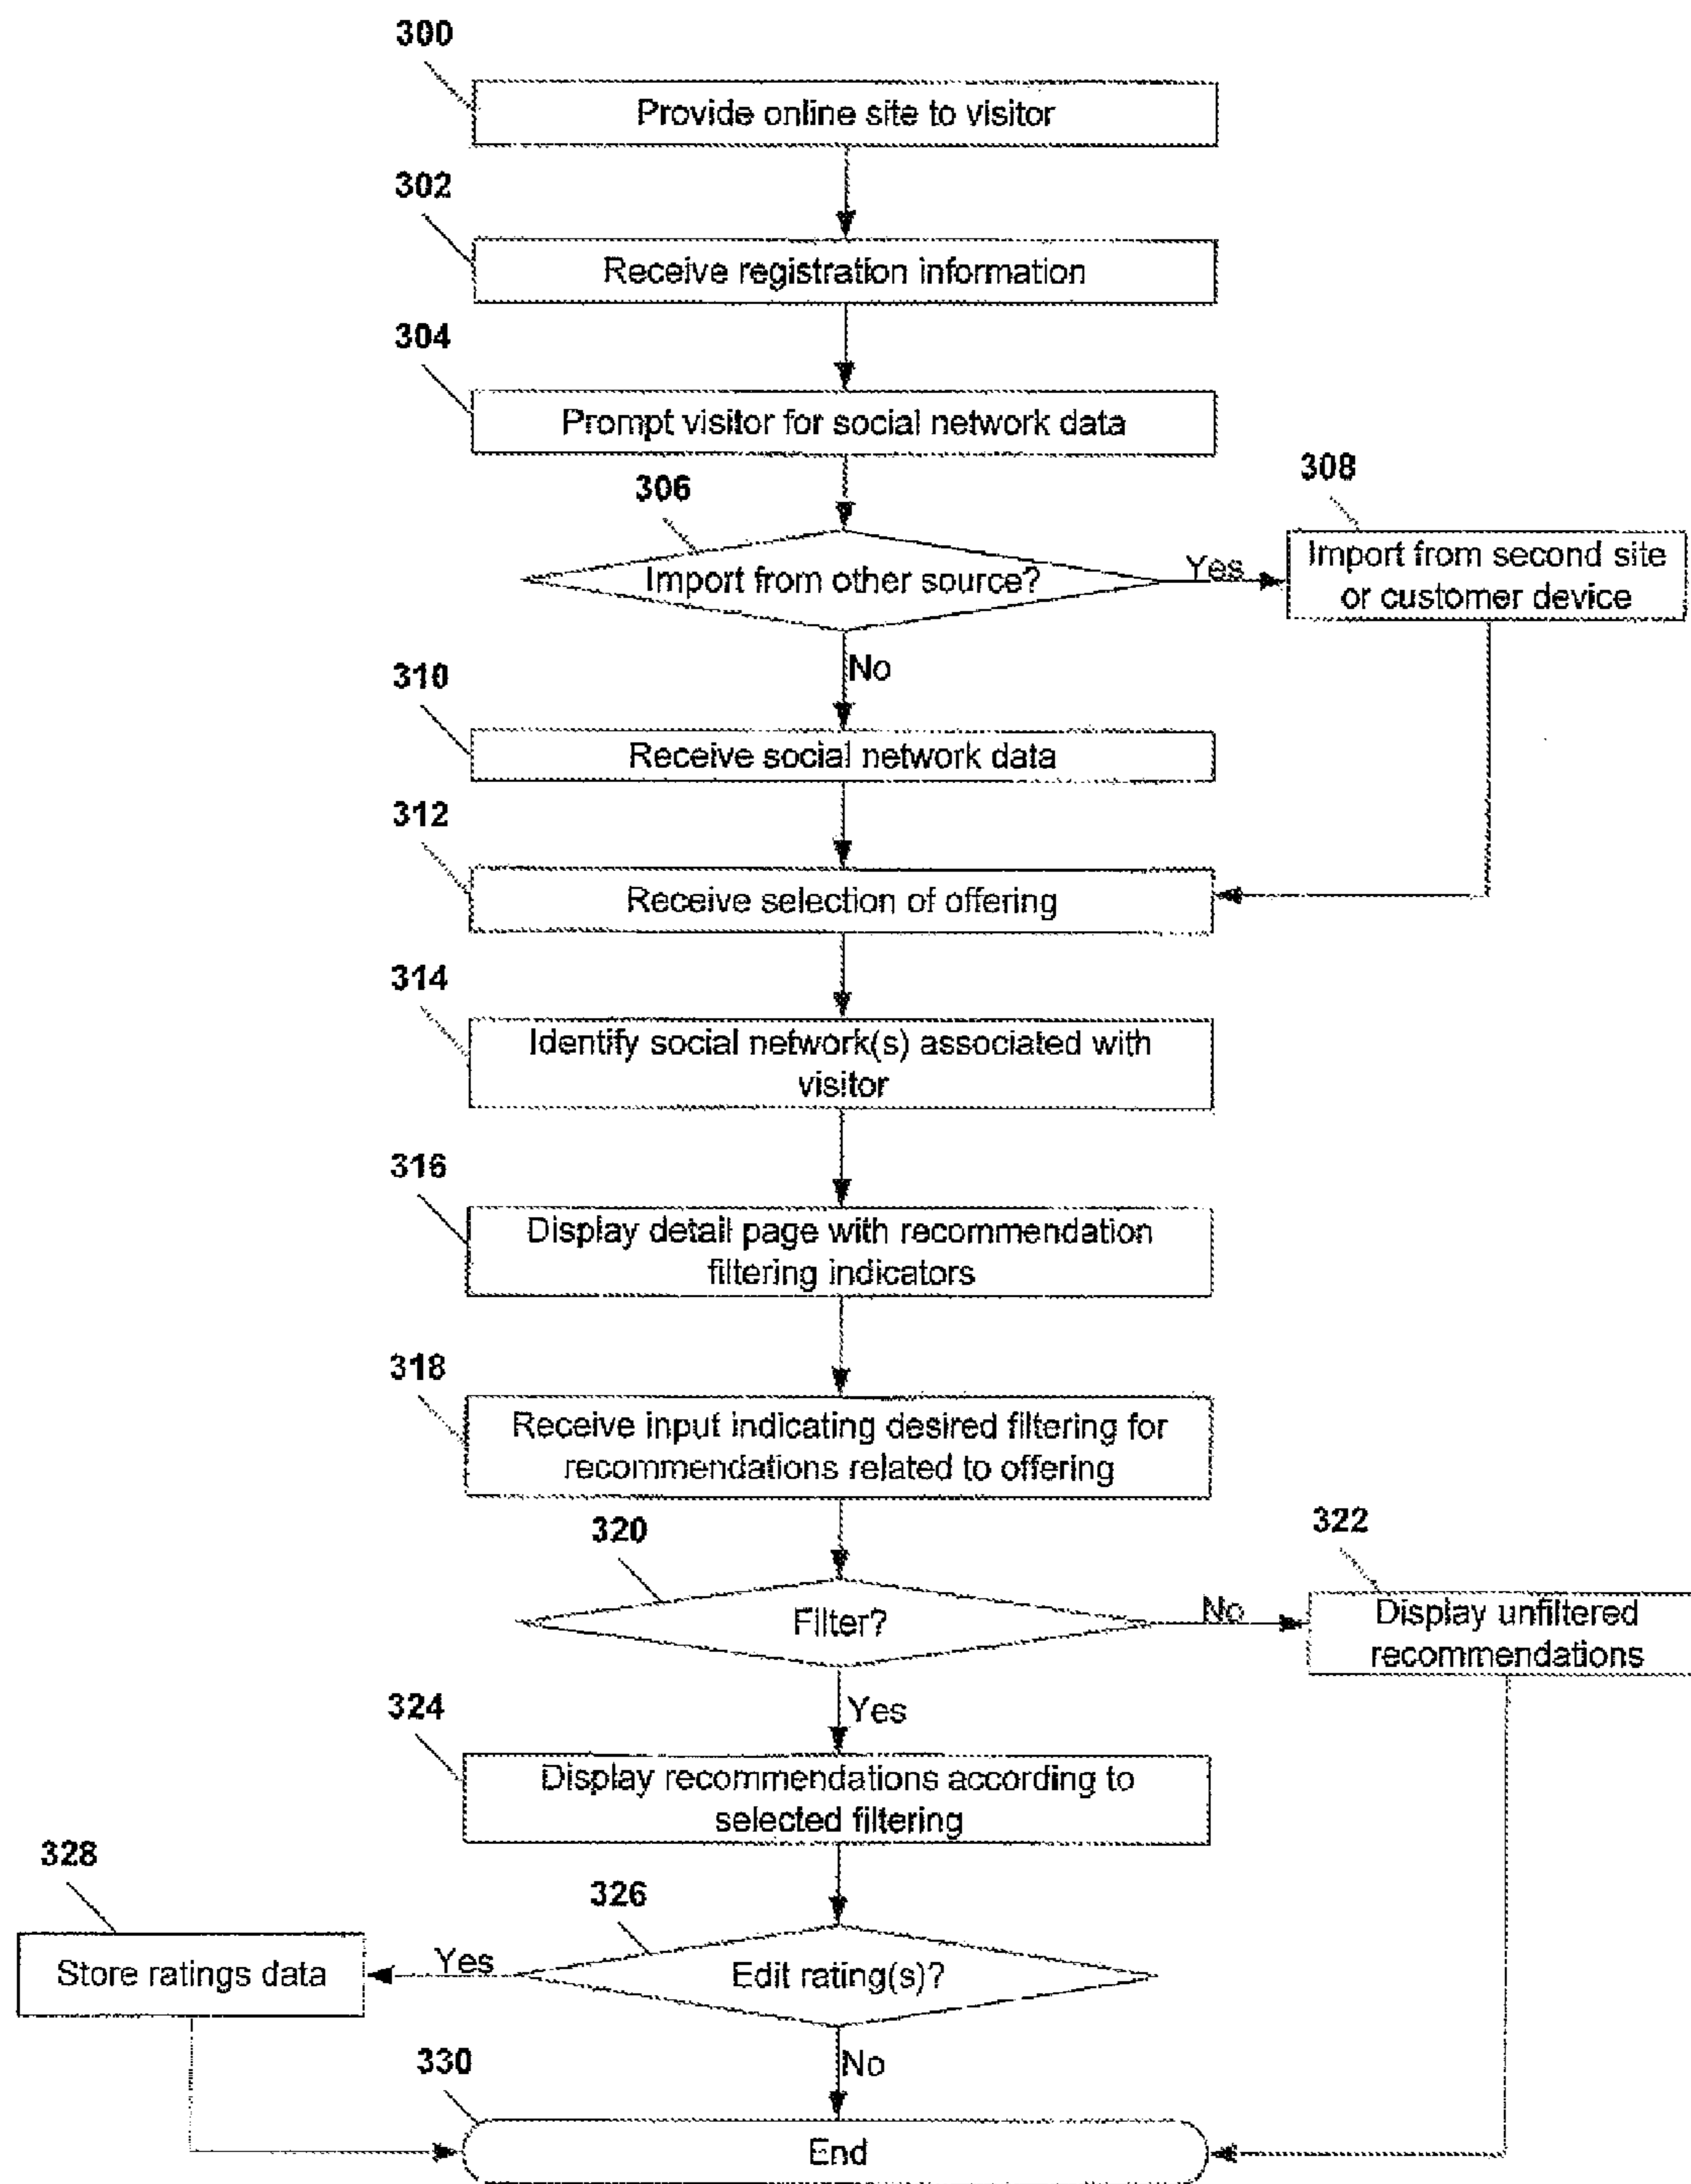 300
Provide online site to visitor
302
Receive registration information
304
Prompt visitor for social network data
306
Import from other source?
Yes
308
Import from second site
or customer device
No
310
Receive social network data
312
Receive selection of offering
314
Identify social network(s) associated with
visitor
316
Display detail page with recommendation
filtering indicators
318
Receive input indicating desired filtering for
recommendations related to offering
320
Filter?
No
322
Display unfiltered
recommendations
Yes
324
Display recommendations according to
selected filtering
326
Edit rating(s)?
Yes
328
Store ratings data
No
330
End